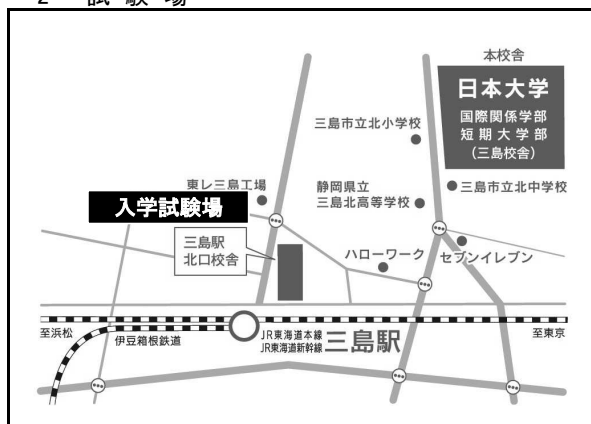 2 試験場
本校舎
日本大学
国際関係学部
短期大学部
(三島校舎)
三島市立北小学校
東レ三島工場
静岡県立
三島北高等学校
三島市立北中学校
入学試験場
三島駅
北口校舎
ハローワーク
セブンイレブン
至浜松
伊豆箱根鉄道
JR東海道本線
JR東海道新幹線
三島駅
至東京